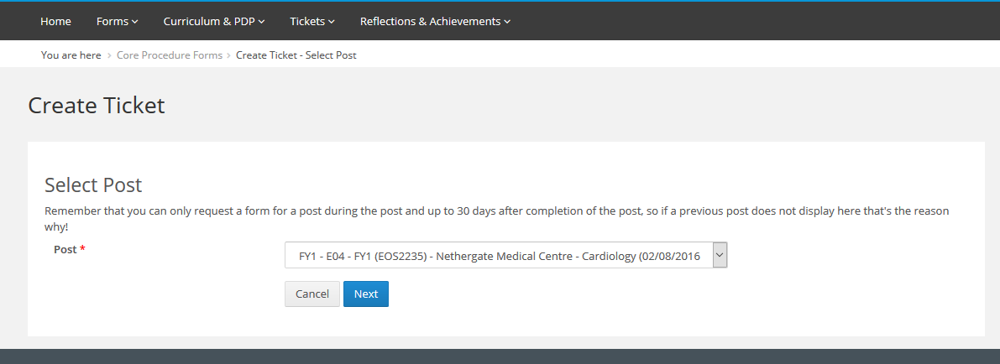 Home Forms Curriculum & PDP Tickets Reflections & Achievements
You are here > Core Procedure Forms > Create Ticket - Select Post
Create Ticket
Select Post
Remember that you can only request a form for a post during the post and up to 30 days after completion of the post, so if a previous post does not display here that's the reason
why!
Post *
FY1 - E04 - FY1 (EOS2235) - Nethergate Medical Centre - Cardiology (02/08/2016
Cancel Next